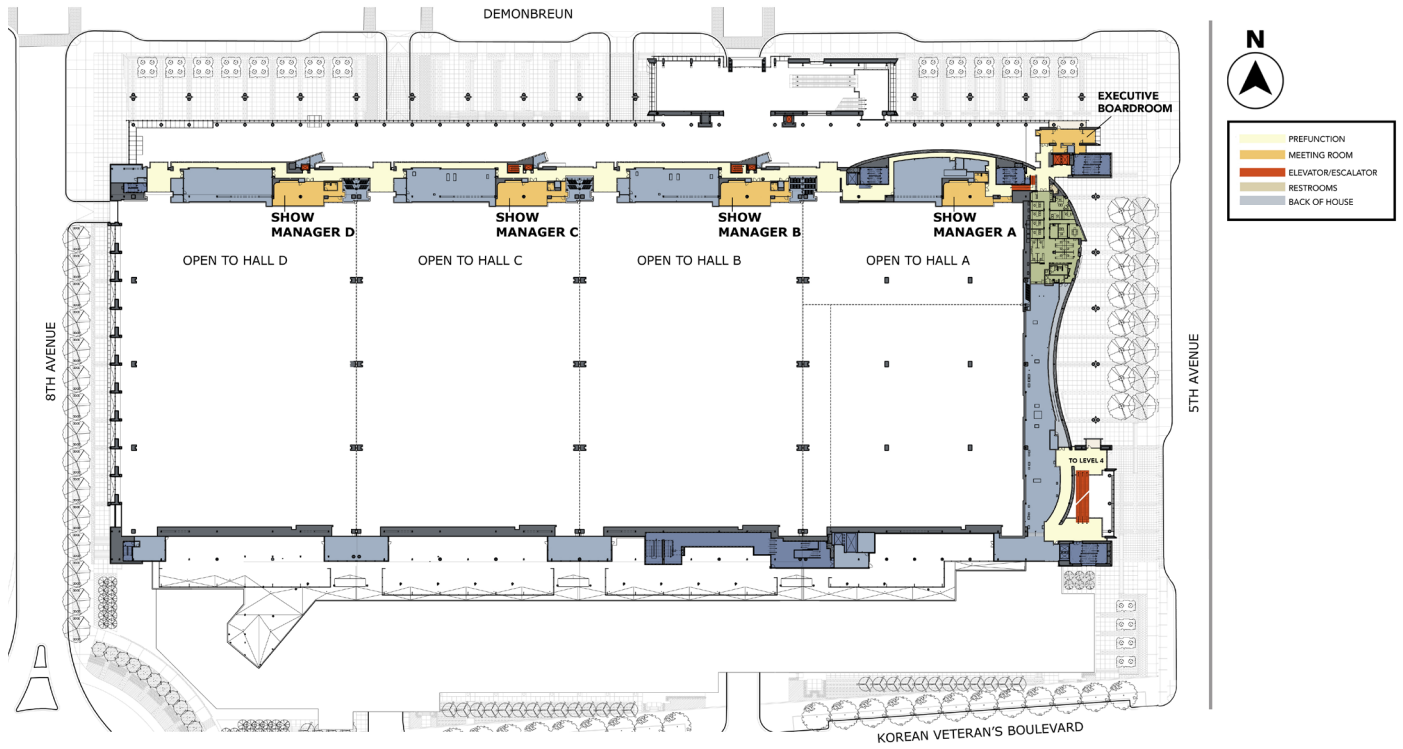 DEMONBREUN
N
EXECUTIVE
BOARDROOM
PREFUNCTION
MEETING ROOM
ELEVATOR/ESCALATOR
RESTROOMS
BACK OF HOUSE
SHOW
MANAGER D
SHOW
MANAGER C
SHOW
MANAGER B
SHOW
MANAGER A
OPEN TO HALL D
OPEN TO HALL C
OPEN TO HALL B
OPEN TO HALL A
8TH AVENUE
5TH AVENUE
TO LEVEL 4
KOREAN VETERAN'S BOULEVARD